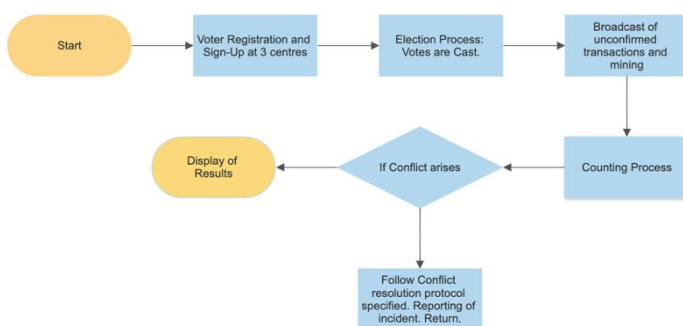 Start
Voter Registration and
Sign-Up at 3 centres
Election Process:
Votes are Cast.
Broadcast of
unconfirmed
transactions and
mining
Display of
Results
If Conflict arises
Counting Process
Follow Conflict
resolution protocol
specified. Reporting of
incident. Return.